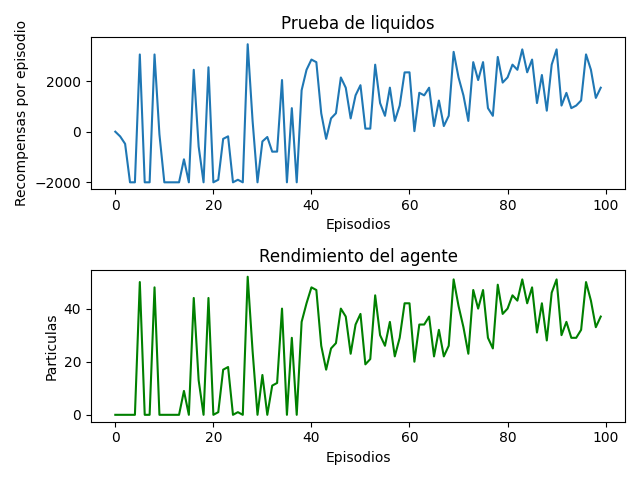 Prueba de liquidos
Recompensas por episodio
2000
0
−2000
0 20 40 60 80 100
Episodios
Rendimiento del agente
Particulas
40
20
0
0 20 40 60 80 100
Episodios